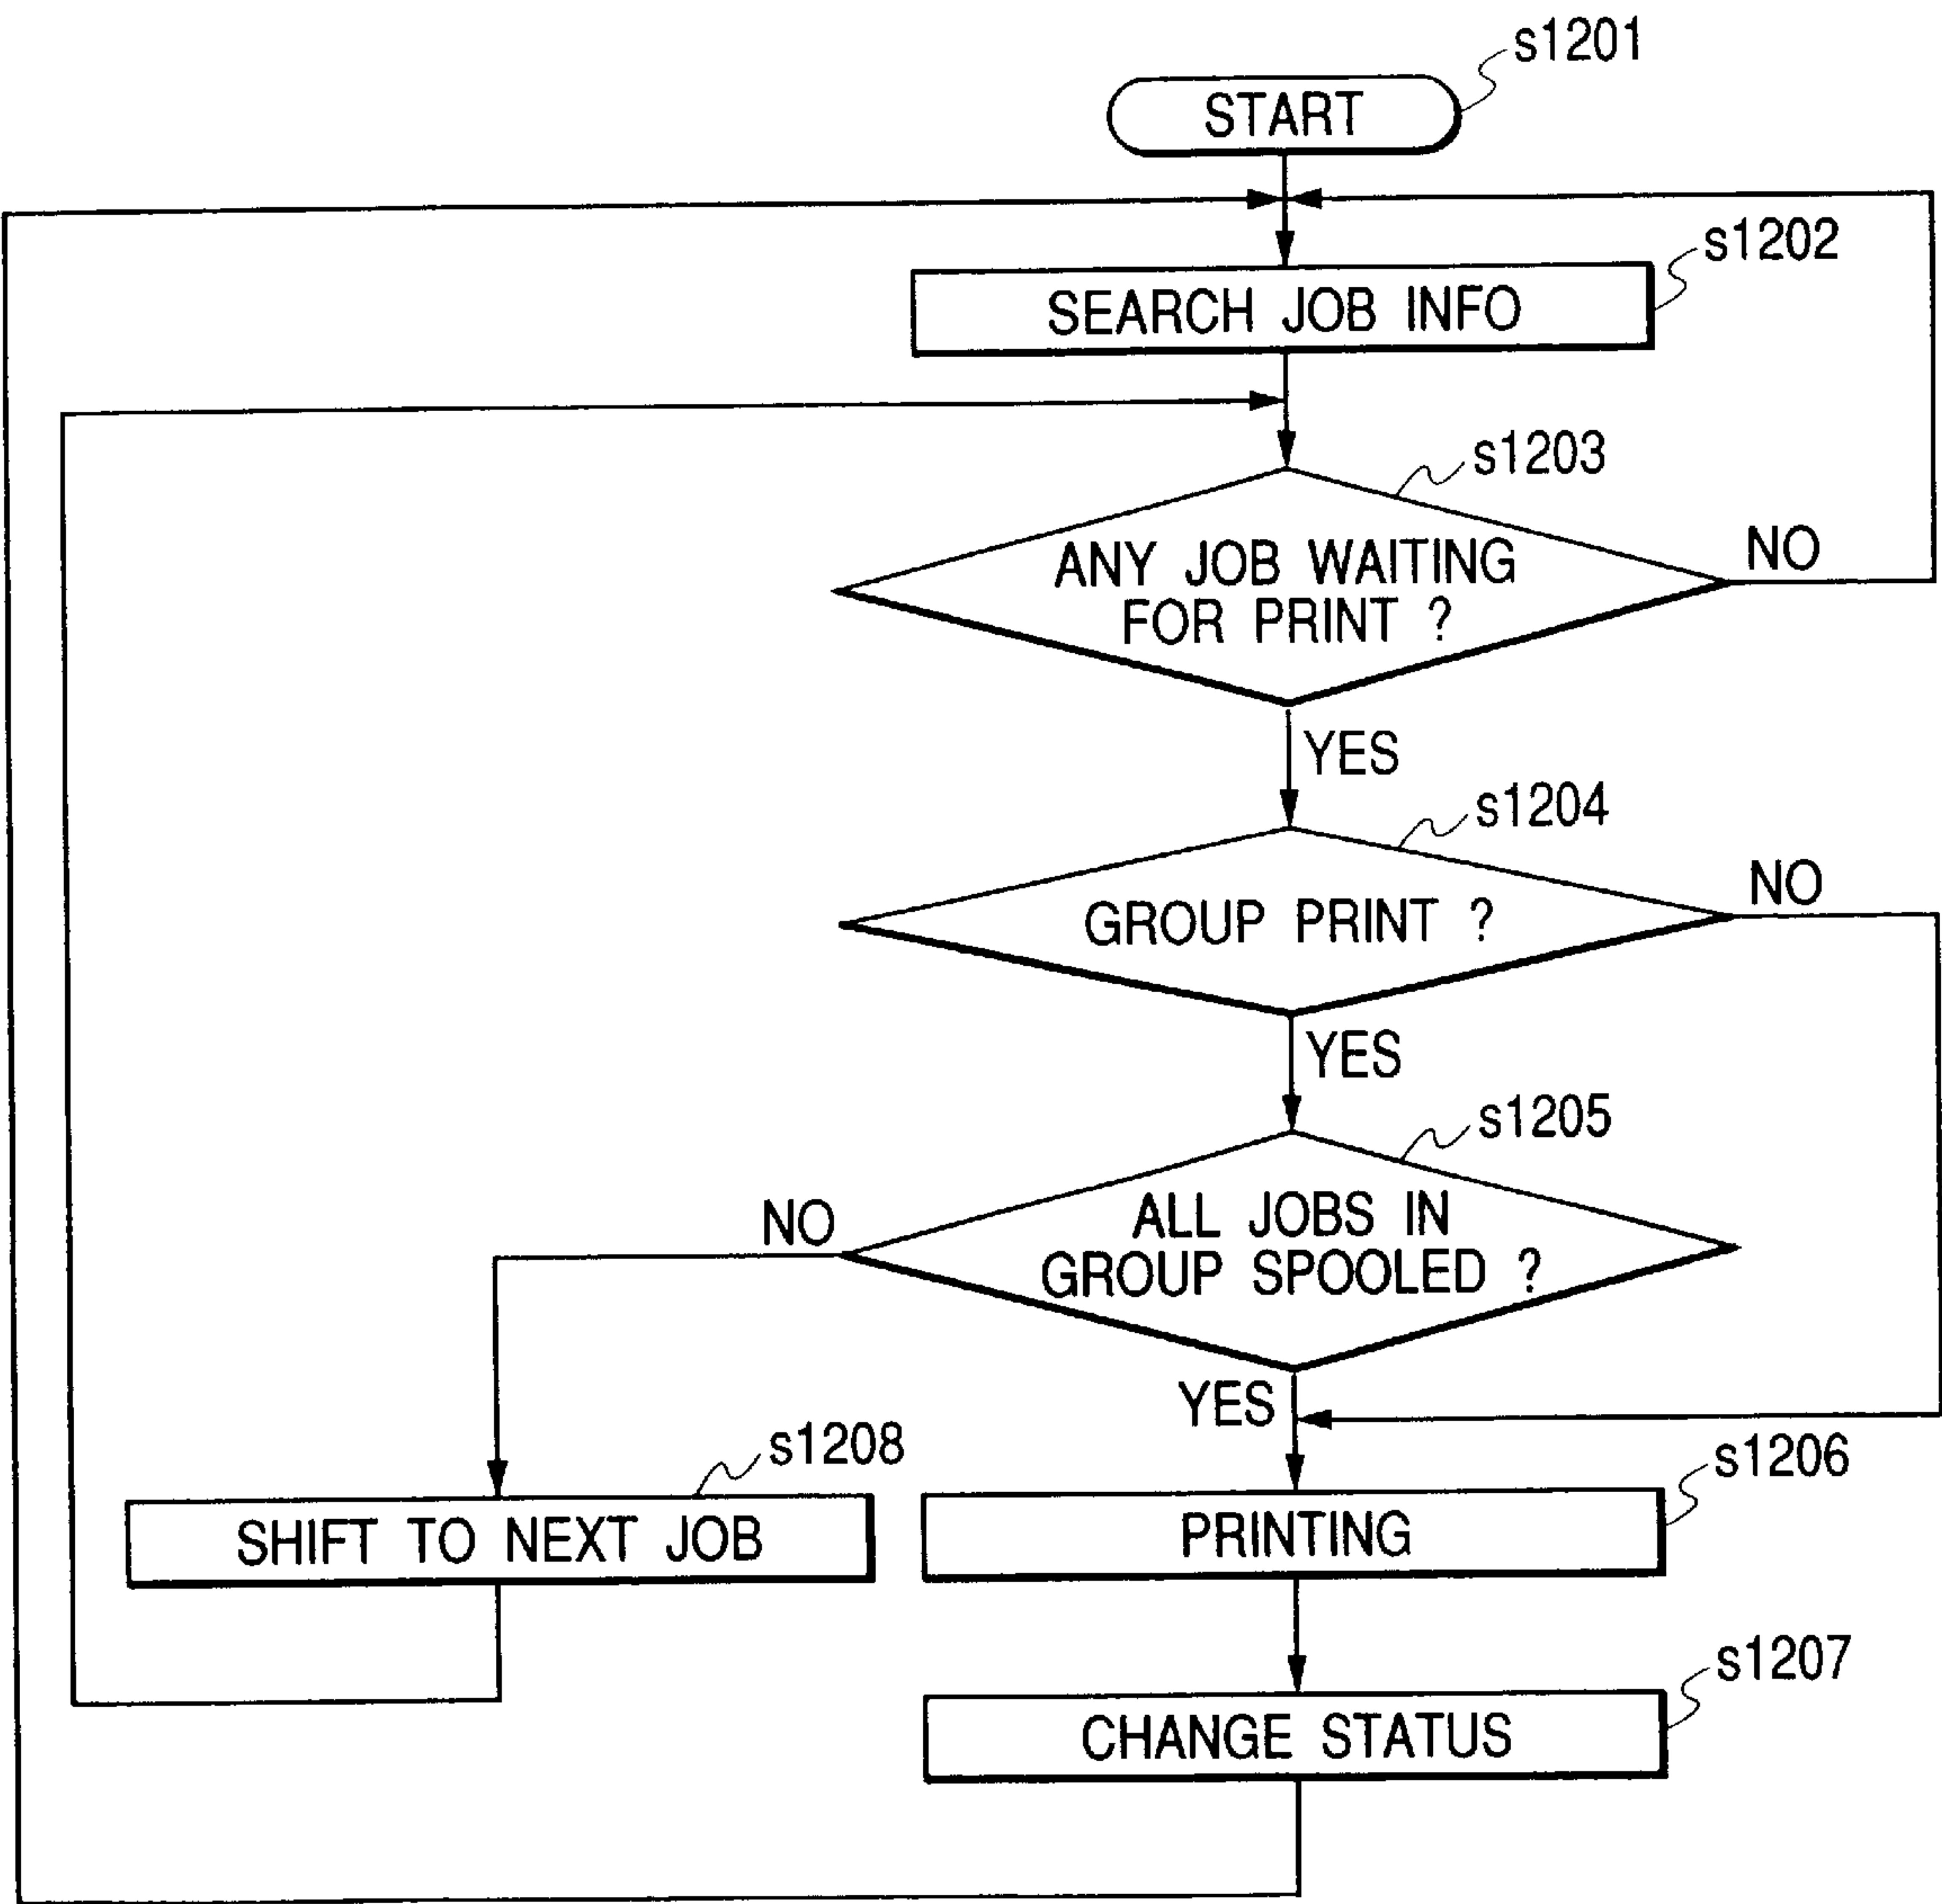 s1201
START
s1202
SEARCH JOB INFO
s1203
ANY JOB WAITING
FOR PRINT ?
NO
YES
s1204
GROUP PRINT ?
NO
YES
s1205
ALL JOBS IN
GROUP SPOOLED ?
NO
YES
s1208
SHIFT TO NEXT JOB
s1206
PRINTING
s1207
CHANGE STATUS